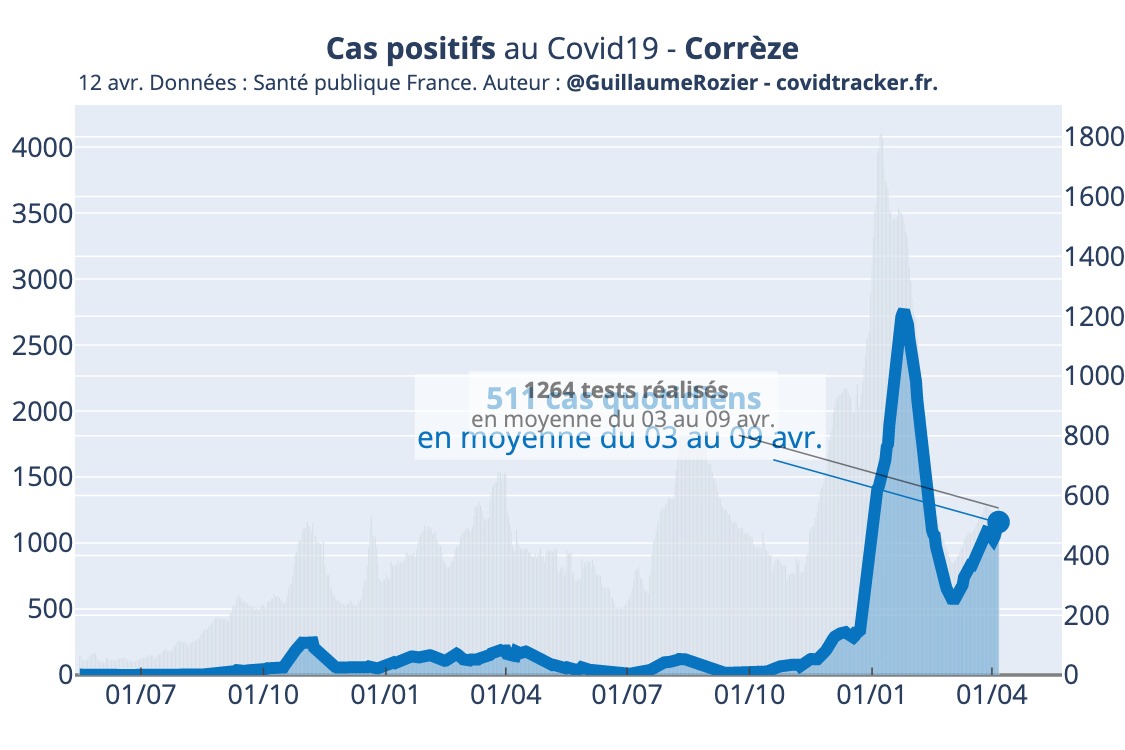 Cas positifs au Covid19 - Corrèze
12 avr. Données : Santé publique France. Auteur : @GuillaumeRozier - covidtracker.fr.
4000
3500
3000
2500
2000
1500
1000
500
0
1800
1600
1400
1200
1000
800
600
400
200
0
1264 tests réalisés
en moyenne du 03 au 09 avr.
511 cas quotidiens
en moyenne du 03 au 09 avr.
01/07 01/10 01/01 01/04 01/07 01/10 01/01 01/04